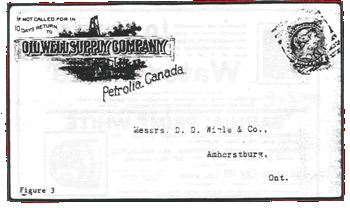 IF NOT CALLED FOR IN
10 DAYS RETURN
TO
OIL WELL SUPPLY COMPANY
Petrolia, Canada
Messrs. D. D. Wigle & Co.,
Amherstburg,
Ont.
Figure 3